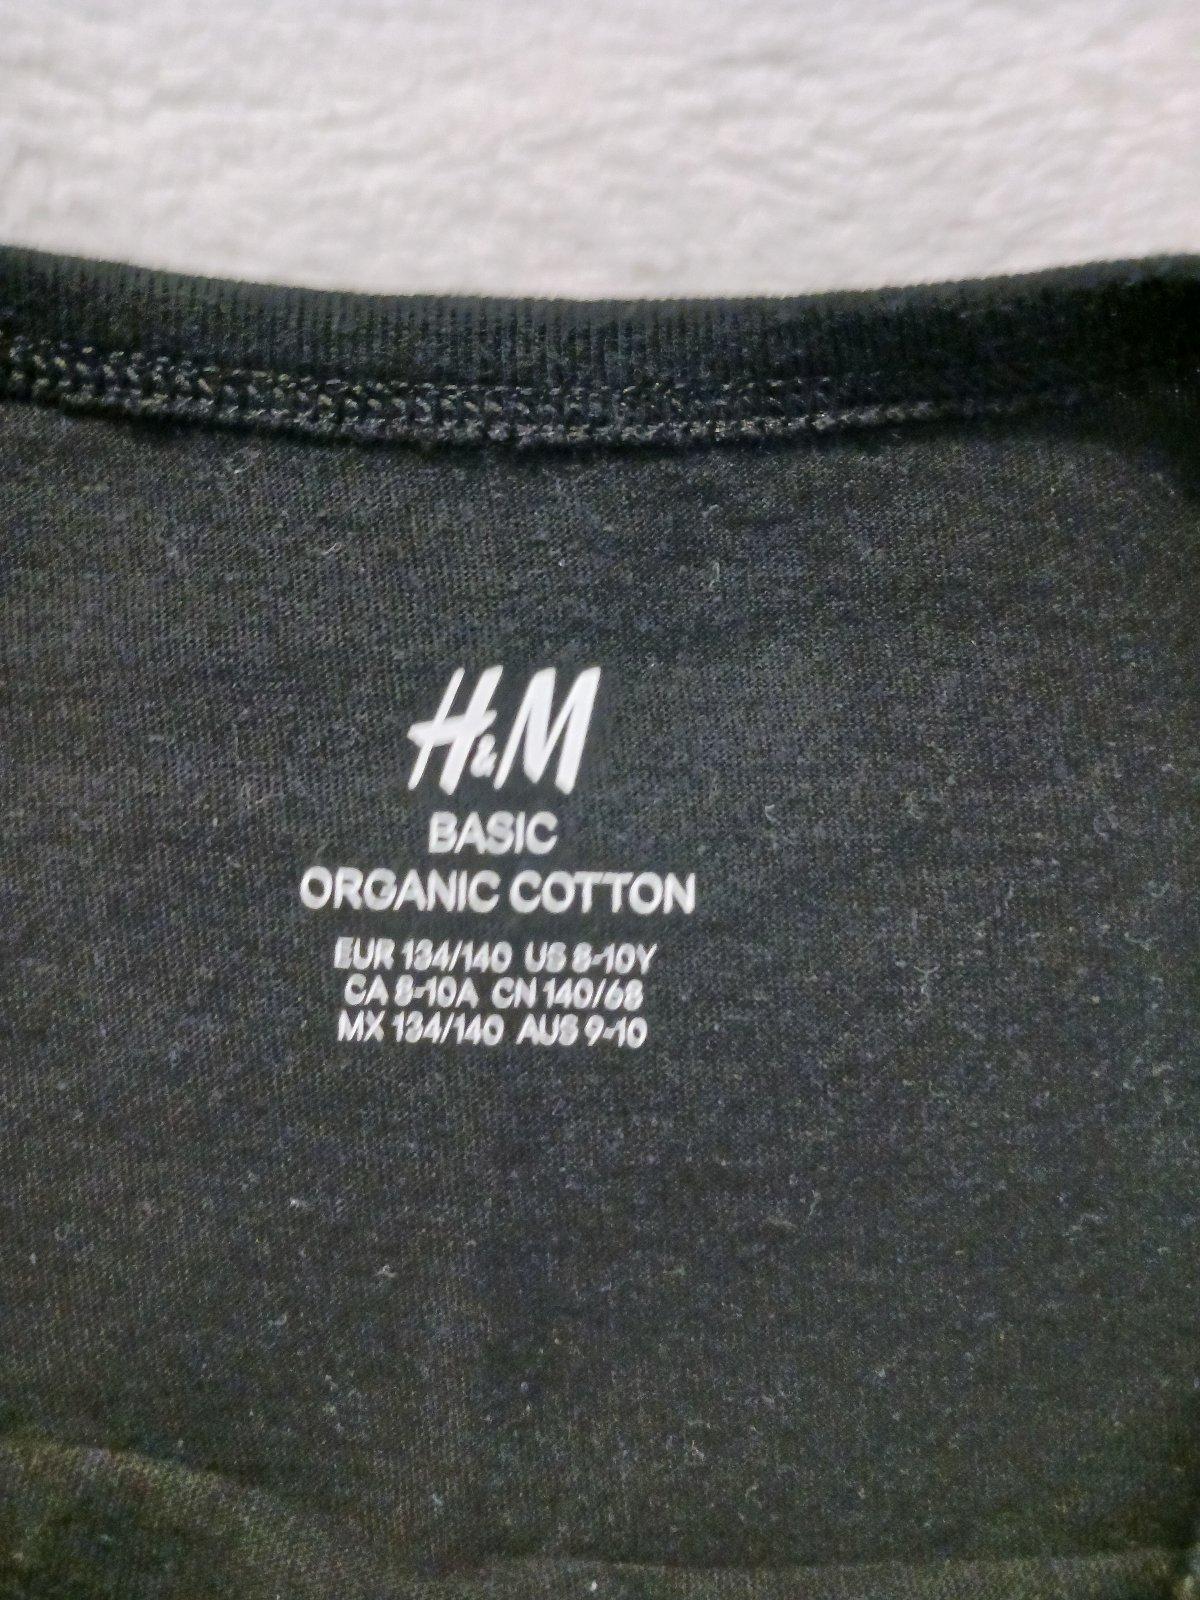 H&M
BASIC
ORGANIC COTTON
EUR 134/140 US 8-10Y
CA 8-10A CN 140/68
MX 134/140 AUS 9-10